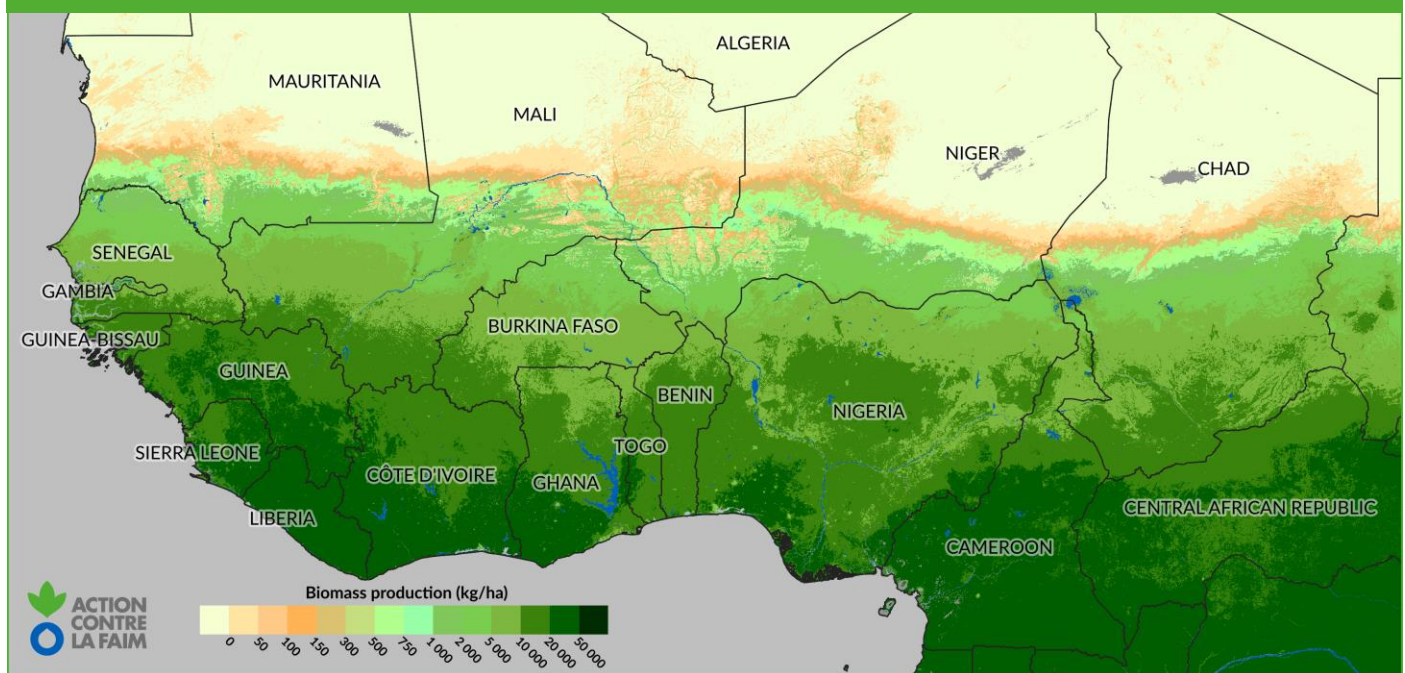 ALGERIA
MAURITANIA
MALI
NIGER
CHAD
SENEGAL
GAMBIA
GUINEA-BISSAU
BURKINA FASO
GUINEA
BENIN
NIGERIA
SIERRA LEONE
TOGO
CÔTE D'IVOIRE
GHANA
LIBERIA
CENTRAL AFRICAN REPUBLIC
CAMEROON
Biomass production (kg/ha)
0 50 100 150 300 500 750 1 000 2 000 5 000 10 000 20 000 50 000
ACTION
CONTRE
LA FAIM